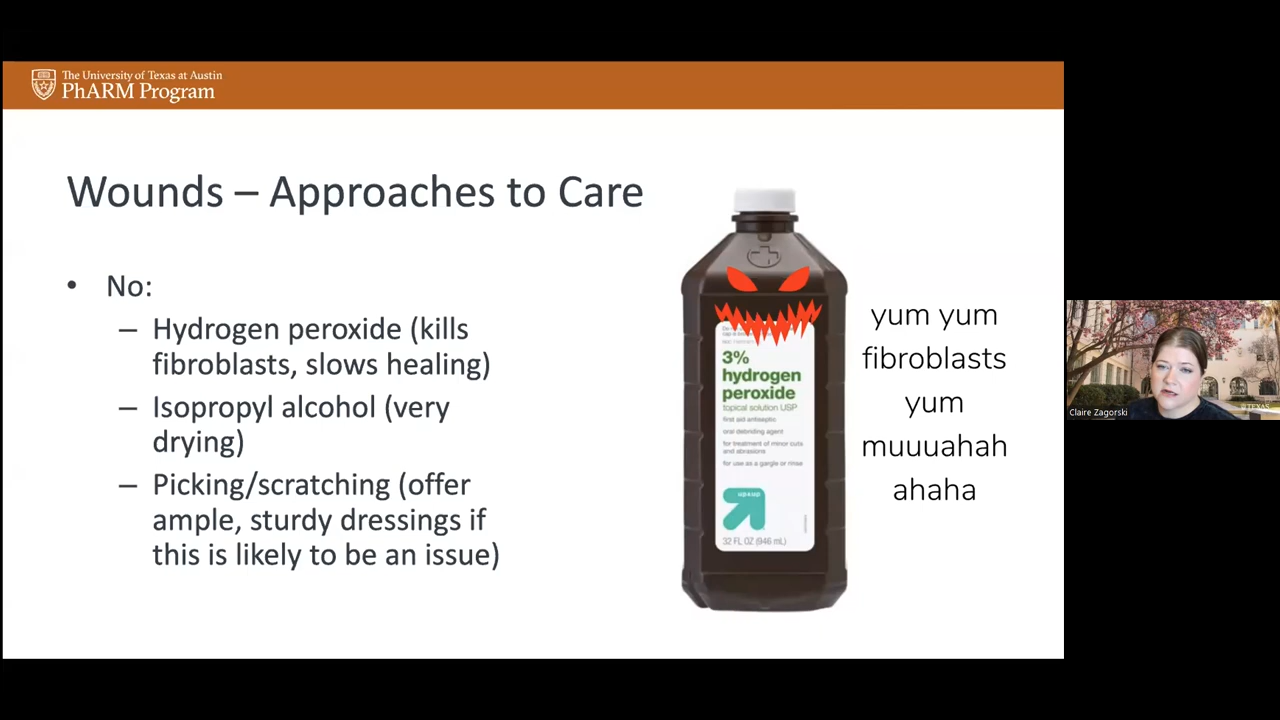 The University of Texas at Austin
PhARM Program
Wounds – Approaches to Care
• No:
– Hydrogen peroxide (kills
fibroblasts, slows healing)
– Isopropyl alcohol (very
drying)
– Picking/scratching (offer
ample, sturdy dressings if
this is likely to be an issue)
3%
hydrogen
peroxide
topical solution USP
first aid antiseptic
oral debriding agent
for treatment of minor cuts
and abrasions
for use as a gargle or rinse
up&up
32 FL OZ (946 mL)
yum yum
fibroblasts
yum
muuuahah
ahaha
Claire Zagorski
TEXAS